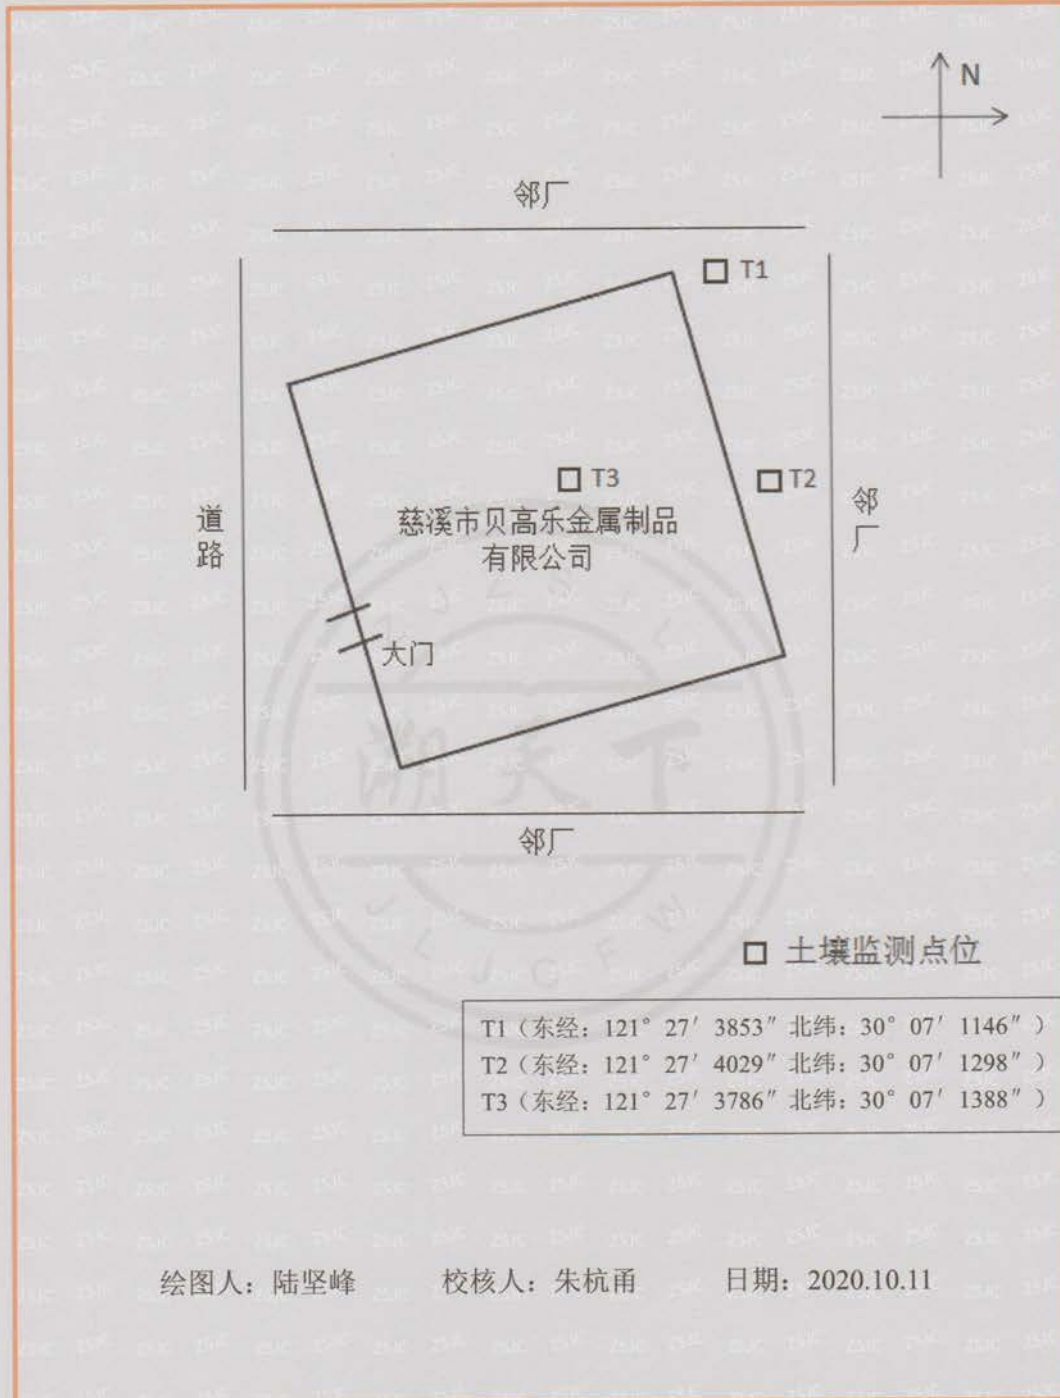 N
邻厂
T1
T3
T2
道路
邻厂
慈溪市贝高乐金属制品
有限公司
大门
潮天下
邻厂
J L J C F W
土壤监测点位
T1（东经：121° 27′ 3853″ 北纬：30° 07′ 1146″）
T2（东经：121° 27′ 4029″ 北纬：30° 07′ 1298″）
T3（东经：121° 27′ 3786″ 北纬：30° 07′ 1388″）
绘图人：陆坚峰 校核人：朱杭甬 日期：2020.10.11
ZSJC